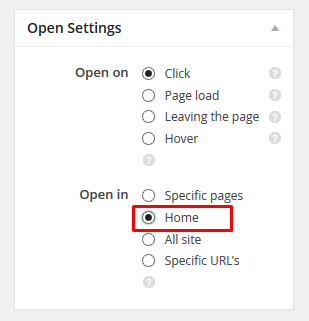 Open Settings
Open on Click ?
Page load ?
Leaving the page ?
Hover ?
?
Open in Specific pages
Home
All site
Specific URL's
?